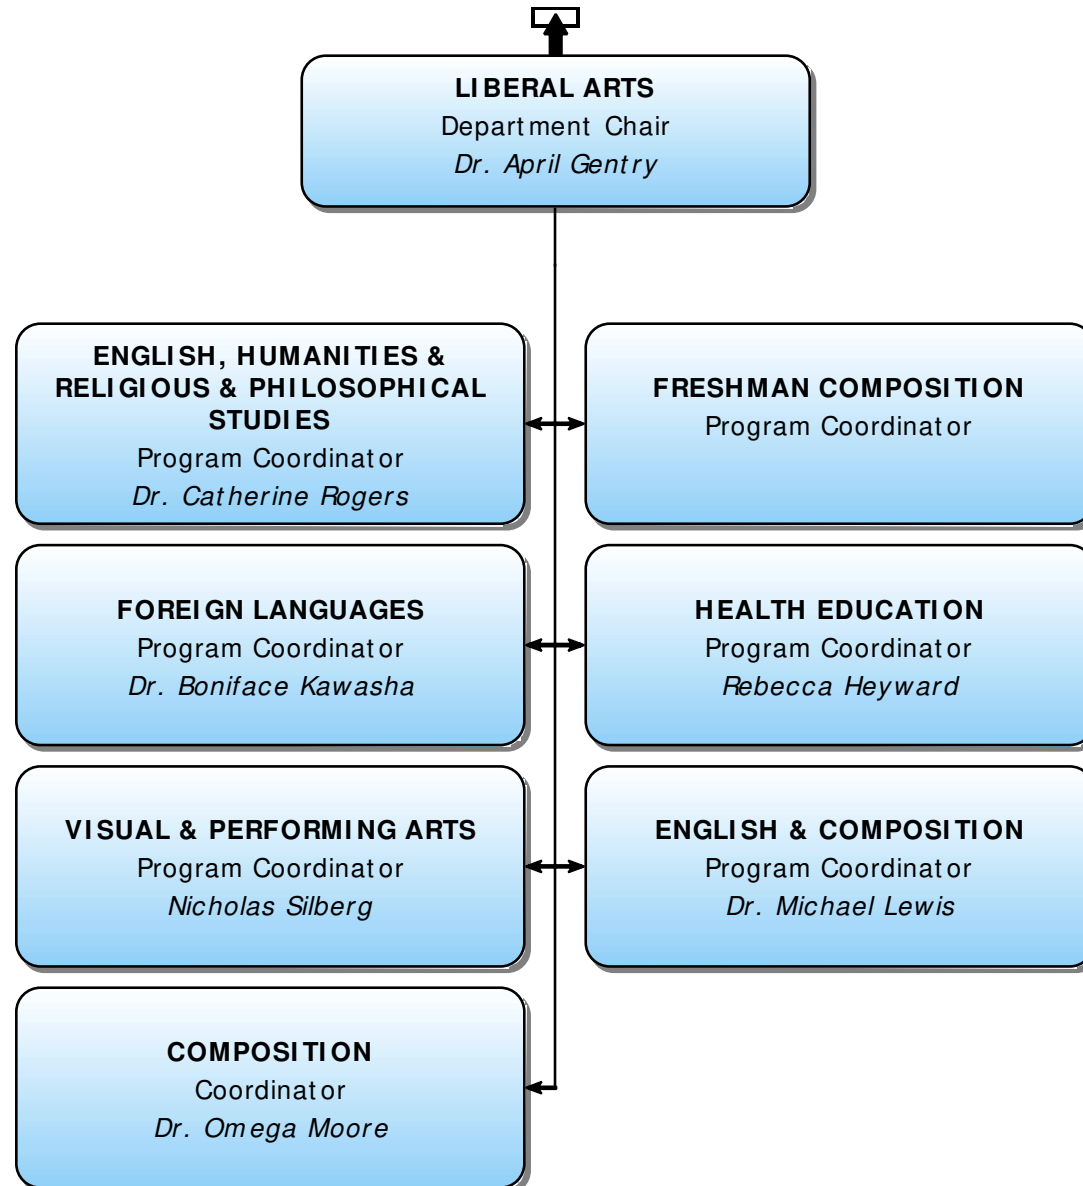 LIBERAL ARTS
Department Chair
Dr. April Gentry
ENGLISH, HUMANITIES &
RELIGIOUS & PHILOSOPHICAL
STUDIES
Program Coordinator
Dr. Catherine Rogers
FRESHMAN COMPOSITION
Program Coordinator
FOREIGN LANGUAGES
Program Coordinator
Dr. Boniface Kawasha
HEALTH EDUCATION
Program Coordinator
Rebecca Heyward
VISUAL & PERFORMING ARTS
Program Coordinator
Nicholas Silberg
ENGLISH & COMPOSITION
Program Coordinator
Dr. Michael Lewis
COMPOSITION
Coordinator
Dr. Omega Moore